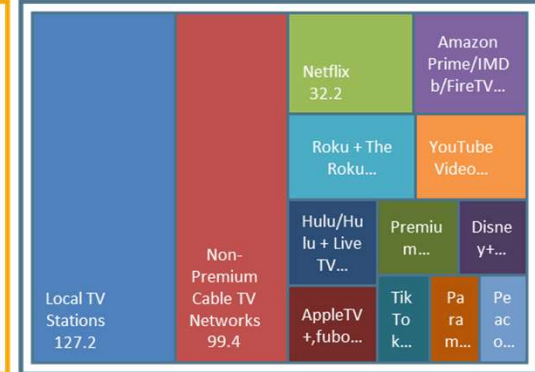 Local TV
Stations
127.2
Non-
Premium
Cable TV
Networks
99.4
Netflix
32.2
Amazon
Prime/IMD
b/FireTV...
Roku + The
Roku...
YouTube
Video...
Hulu/Hu
lu + Live
TV...
Premiu
m...
Disne
y+...
AppleTV
+,fubo...
Tik
To
k...
Pa
ra
m...
Pe
ac
o...